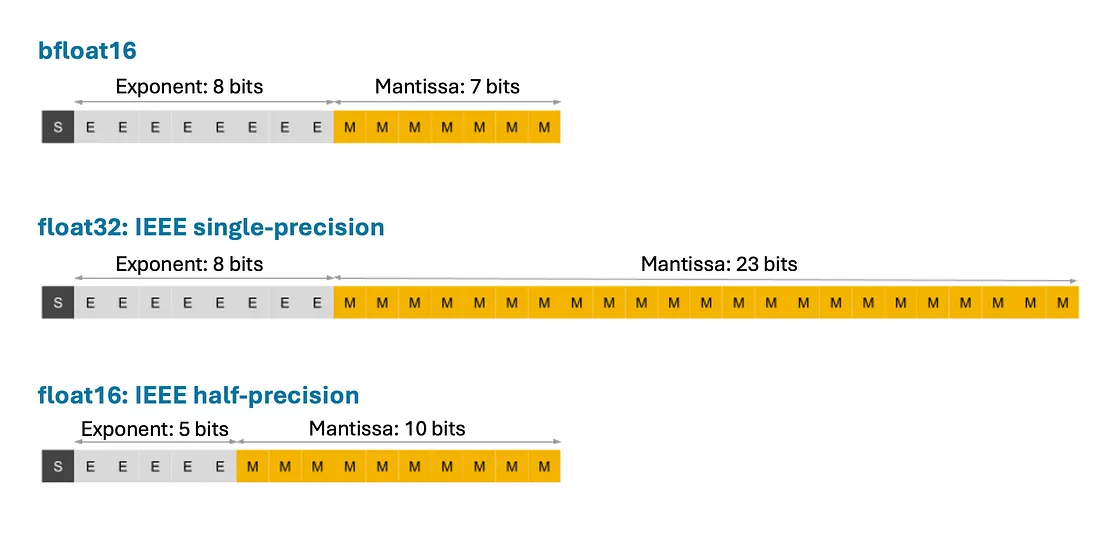 bfloat16
Exponent: 8 bits Mantissa: 7 bits
S E E E E E E E E M M M M M M M
float32: IEEE single-precision
Exponent: 8 bits Mantissa: 23 bits
S E E E E E E E E M M M M M M M M M M M M M M M M M M M M M M M
float16: IEEE half-precision
Exponent: 5 bits Mantissa: 10 bits
S E E E E E M M M M M M M M M M